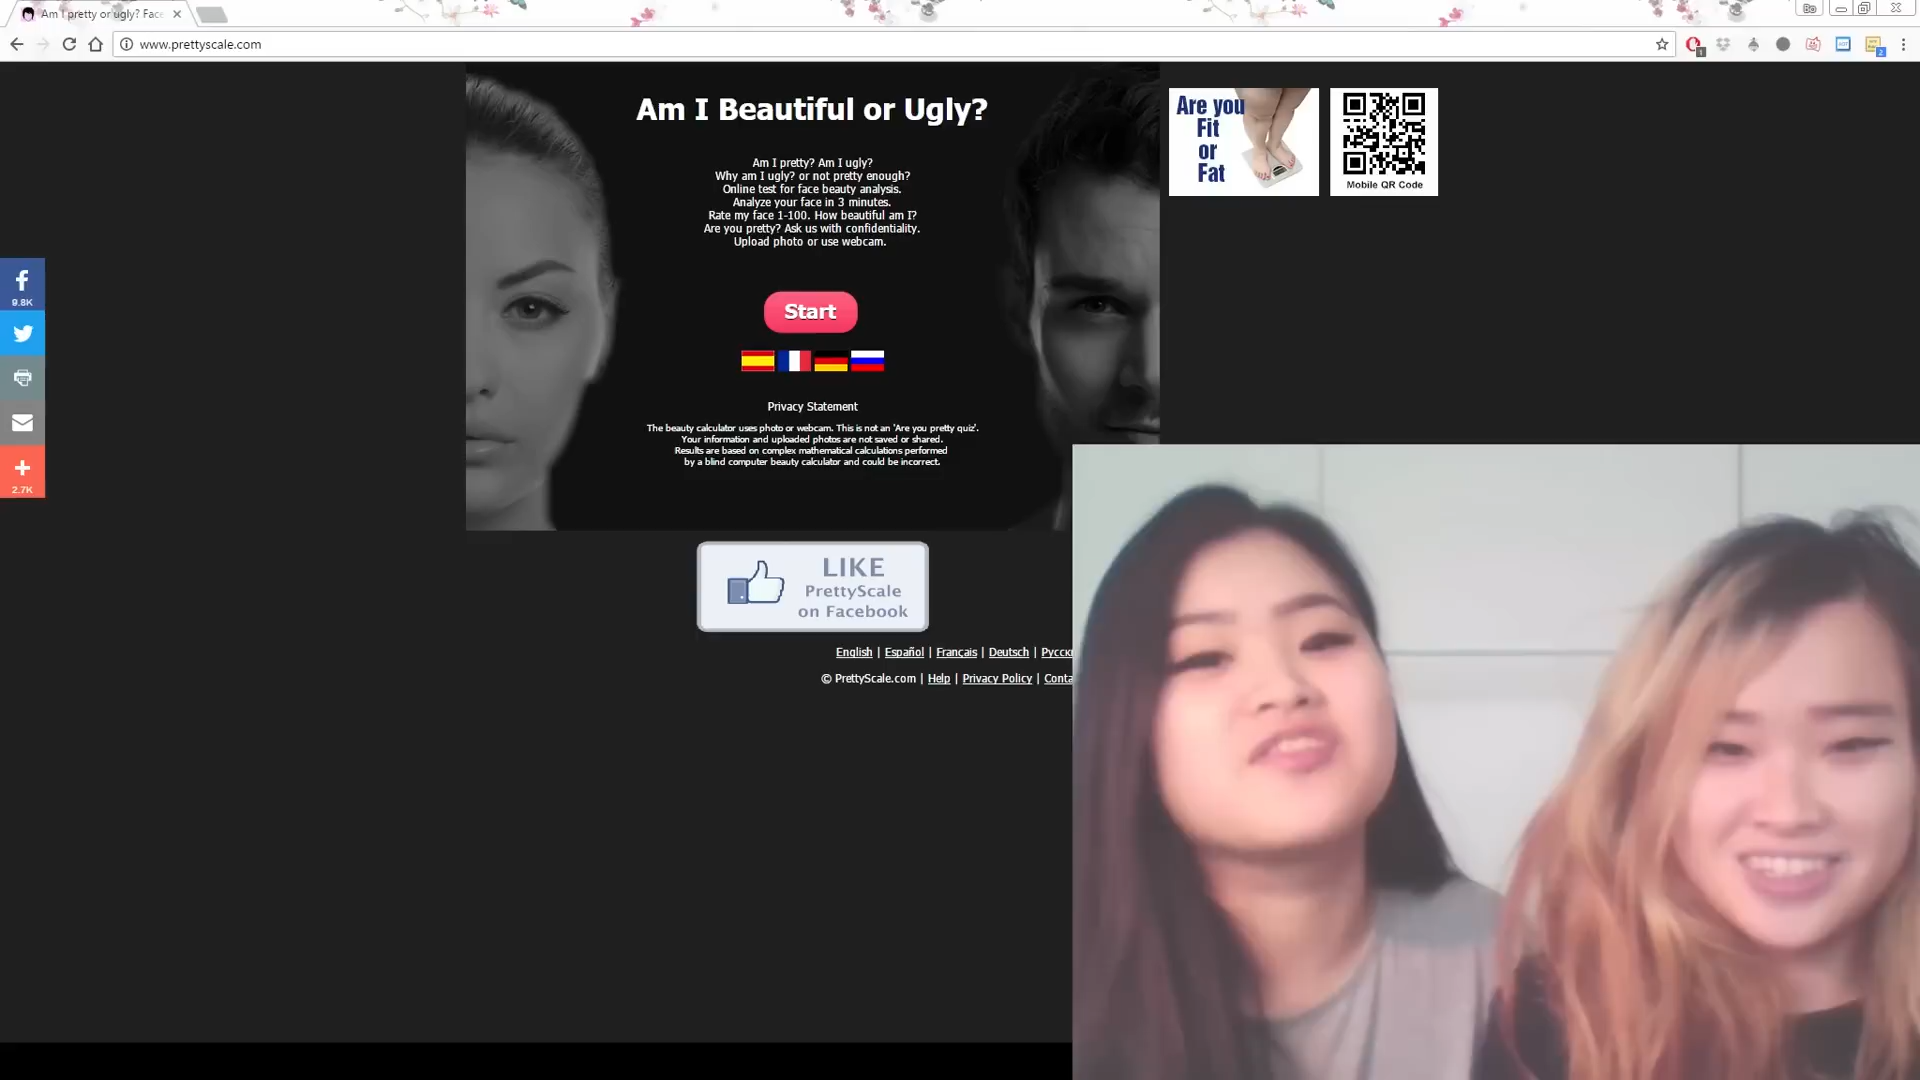 Am I pretty or ugly? Face
www.prettyscale.com
Am I Beautiful or Ugly?
Am I pretty? Am I ugly?
Why am I ugly? or not pretty enough?
Online test for face beauty analysis.
Analyze your face in 3 minutes.
Rate my face 1-100. How beautiful am I?
Are you pretty? Ask us with confidentiality.
Upload photo or use webcam.
Start
Privacy Statement
The beauty calculator uses photo or webcam. This is not an 'Are you pretty quiz'.
Your information and uploaded photos are not saved or shared.
Results are based on complex mathematical calculations performed
by a blind computer beauty calculator and could be incorrect.
Are you
Fit
or
Fat
Mobile QR Code
9.8K
2.7K
LIKE
PrettyScale
on Facebook
English | Español | Français | Deutsch | Русск
© PrettyScale.com | Help | Privacy Policy | Conta